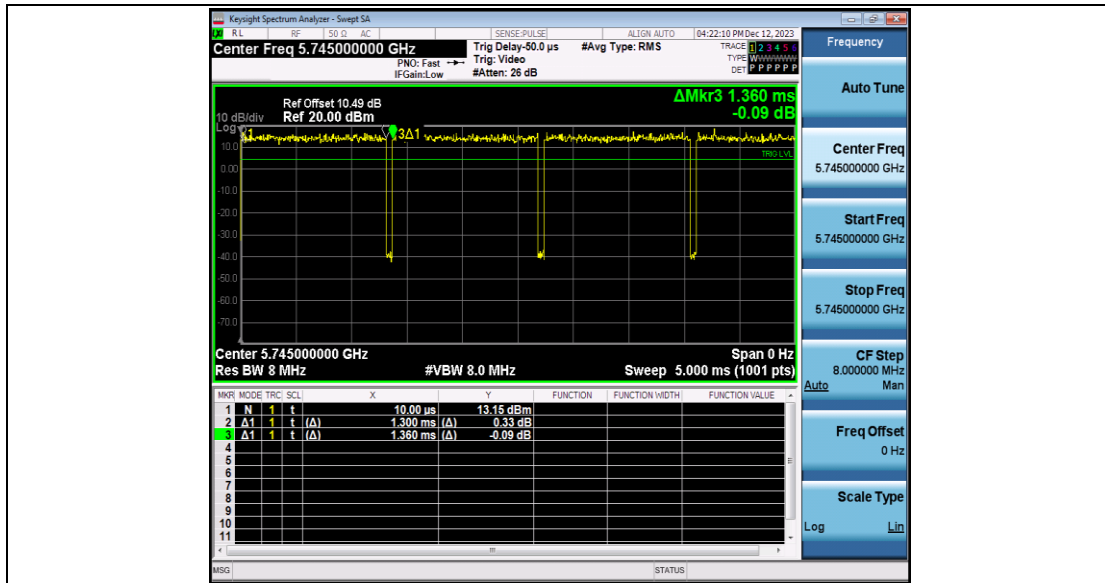 Keysight Spectrum Analyzer - Swept SA
RL RF 50 Ω AC SENSE:PULSE ALIGN AUTO 04:22:10 PM Dec 12, 2023
Center Freq 5.745000000 GHz
PNO: Fast
IFGain:Low
Trig Delay-50.0 µs
Trig: Video
#Atten: 26 dB
#Avg Type: RMS
TRACE 1 2 3 4 5 6
TYPE WWWWWW
DET P P P P P P
ΔMkr3 1.360 ms
-0.09 dB
Ref Offset 10.49 dB
10 dB/div Ref 20.00 dBm
Log
3Δ1
TRIG LVL
10.0
0.00
-10.0
-20.0
-30.0
-40.0
-50.0
-60.0
-70.0
Center 5.745000000 GHz Span 0 Hz
Res BW 8 MHz #VBW 8.0 MHz Sweep 5.000 ms (1001 pts)
MKR MODE TRC SCL X Y FUNCTION FUNCTION WIDTH FUNCTION VALUE
1 N 1 t 10.00 µs 13.15 dBm
2 Δ1 1 t (Δ) 1.300 ms (Δ) 0.33 dB
3 Δ1 1 t (Δ) 1.360 ms (Δ) -0.09 dB
4
5
6
7
8
9
10
11
MSG STATUS
Frequency
Auto Tune
Center Freq
5.745000000 GHz
Start Freq
5.745000000 GHz
Stop Freq
5.745000000 GHz
CF Step
8.000000 MHz
Auto Man
Freq Offset
0 Hz
Scale Type
Log Lin